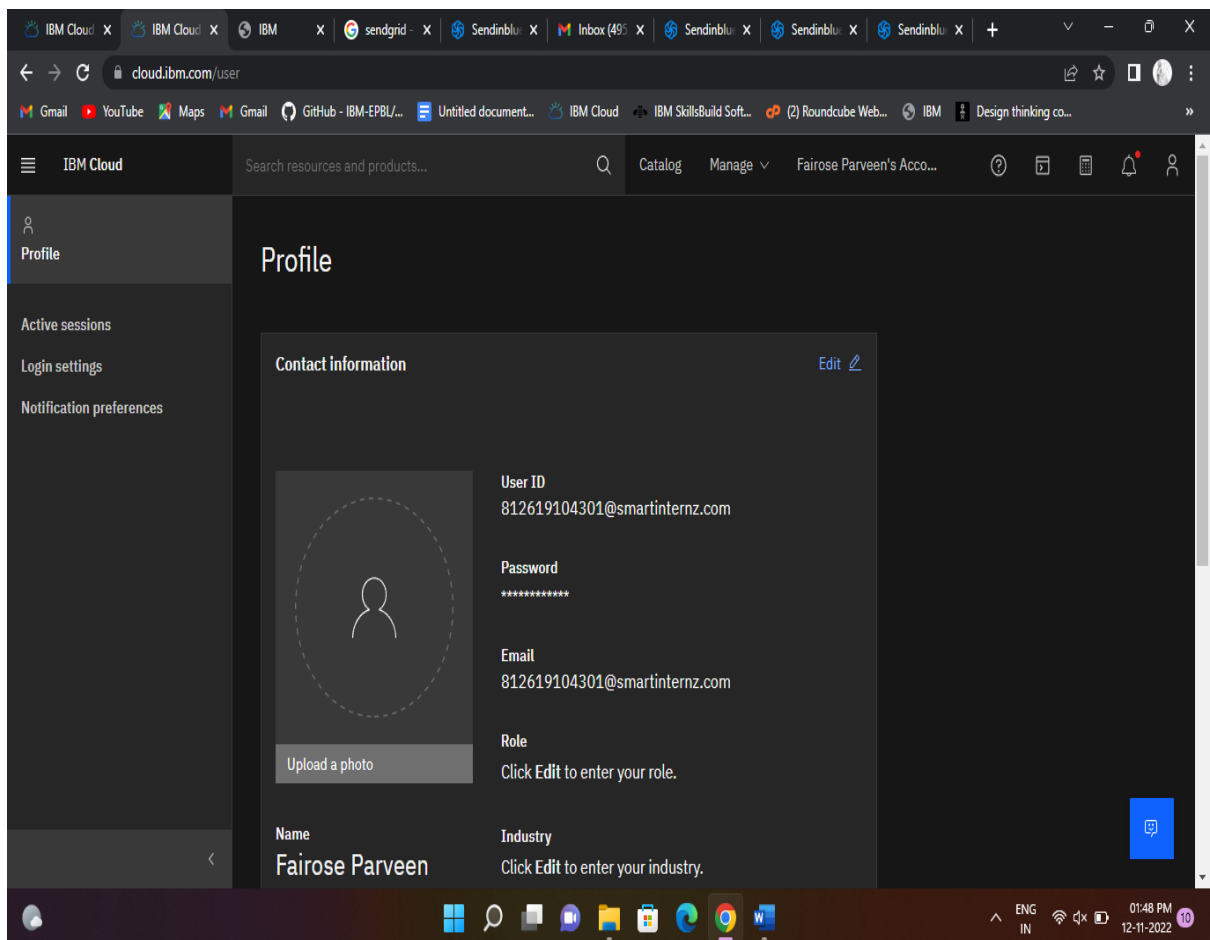 IBM Cloud
IBM Cloud
IBM
sendgrid -
Sendinblue
Inbox (495
Sendinblue
Sendinblue
Sendinblu
cloud.ibm.com/user
Gmail
YouTube
Maps
Gmail
GitHub - IBM-EPBL/...
Untitled document...
IBM Cloud
IBM SkillsBuild Soft...
(2) Roundcube Web...
IBM
Design thinking co...
»
IBM Cloud
Search resources and products...
Catalog
Manage
Fairose Parveen's Acco...
Profile
Active sessions
Login settings
Notification preferences
Profile
Contact information
Edit
Upload a photo
Name
Fairose Parveen
User ID
812619104301@smartinternz.com
Password
************
Email
812619104301@smartinternz.com
Role
Click Edit to enter your role.
Industry
Click Edit to enter your industry.
ENG
IN
01:48 PM
12-11-2022
10